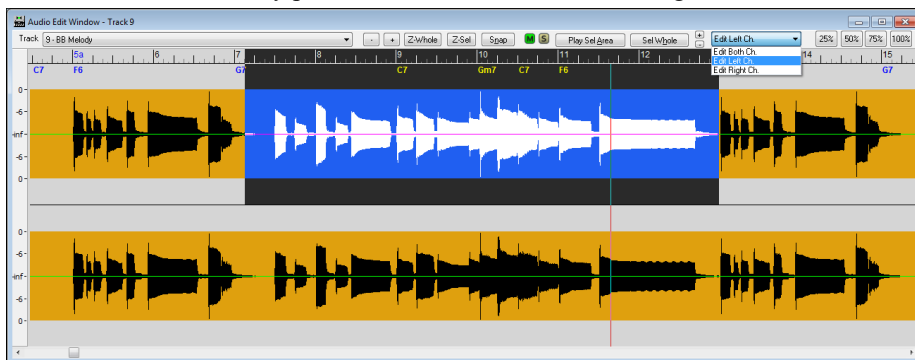 Audio Edit Window - Track 9
Track 9 - BB Melody - + Z-Whole Z-Sel Snap M S Play Sel Area Sel Whole + - Edit Left Ch. 25% 50% 75% 100%
Edit Both Ch.
Edit Left Ch.
Edit Right Ch.
5a 6 7 8 9 10 11 12 14 15
C7 F6 G7 C7 Gm7 C7 F6 G7
0-
-6-
-inf-
-6-
0-
0-
-6-
-inf-
-6-
0-